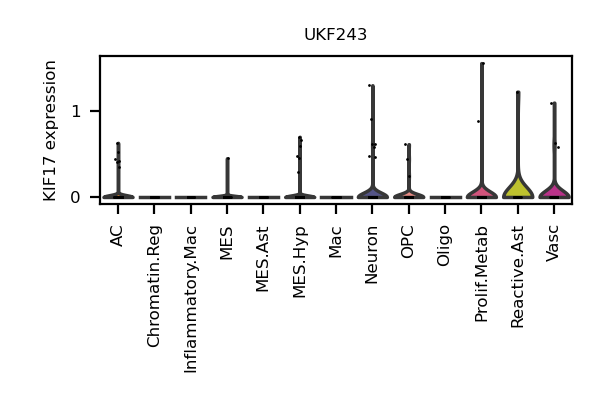 UKF243
KIF17 expression
1
0
AC
Chromatin.Reg
Inflammatory.Mac
MES
MES.Ast
MES.Hyp
Mac
Neuron
OPC
Oligo
Prolif.Metab
Reactive.Ast
Vasc